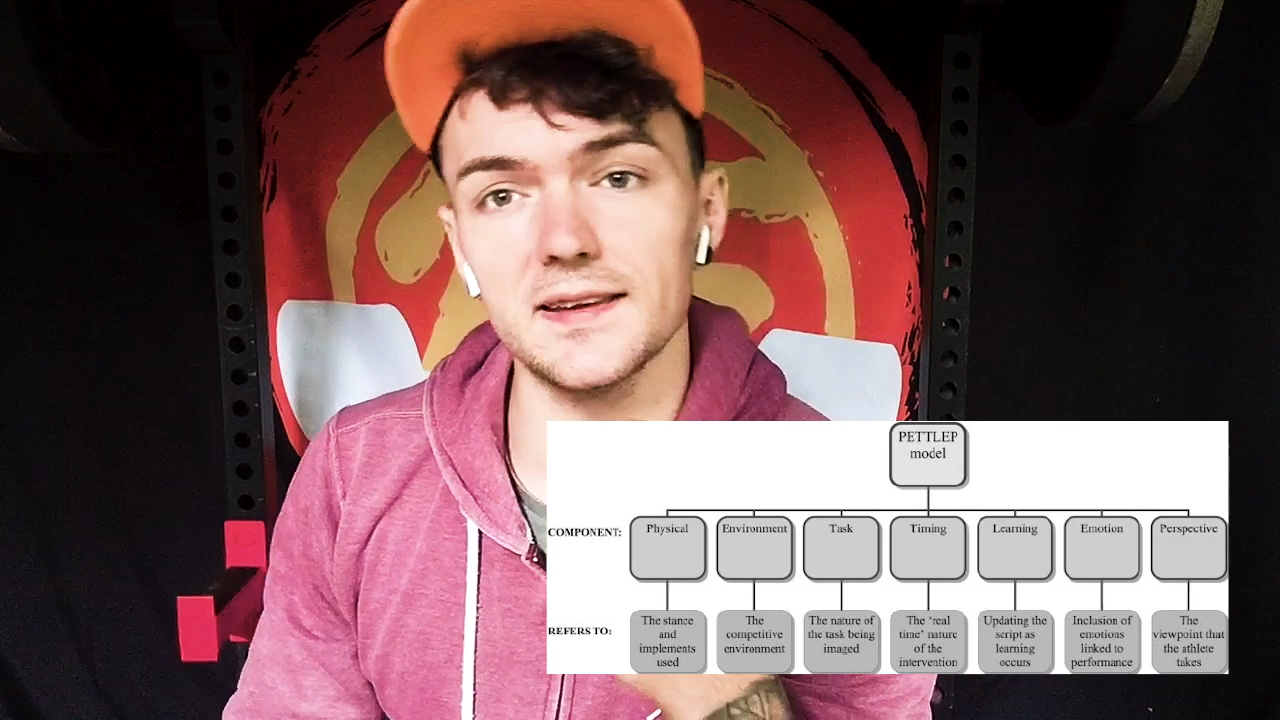 PETTLEP
model
COMPONENT:
Physical
Environment
Task
Timing
Learning
Emotion
Perspective
REFERS TO:
The stance
and
implements
used
The
competitive
environment
The nature of
the task being
imaged
The ‘real
time’ nature
of the
intervention
Updating the
script as
learning
occurs
Inclusion of
emotions
linked to
performance
The
viewpoint that
the athlete
takes